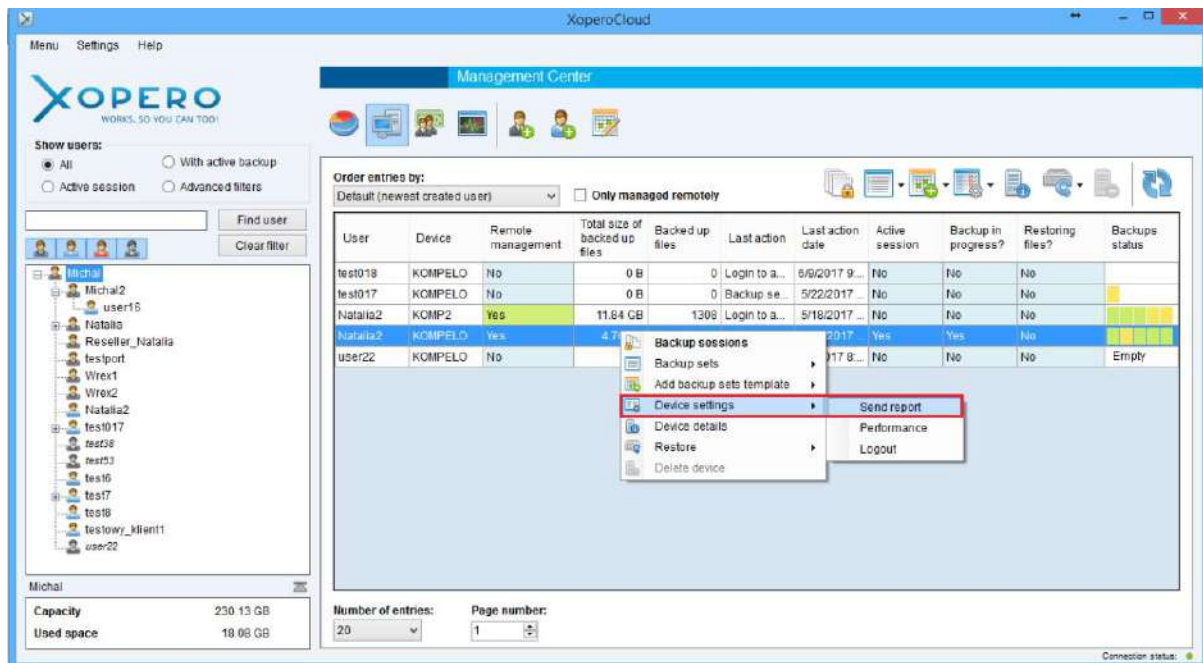 XoperoCloud
Menu Settings Help
XOPERO
WORKS, SO YOU CAN TOO!
Management Center
Show users:
All
With active backup
Active session
Advanced filters
Find user
Clear filter
Michal
Michal2
user16
Natalia
Reseller_Natalia
testport
Wrex1
Wrex2
Natalia2
test017
test38
test53
test6
test7
test8
testowy_klient1
user22
Michal
Capacity 230.13 GB
Used space 18.08 GB
Order entries by:
Default (newest created user)
Only managed remotely
User Device Remote management Total size of backed up files Backed up files Last action Last action date Active session Backup in progress? Restoring files? Backups status
test018 KOMPELO No 0 B 0 Login to a... 6/9/2017 9:... No No No
test017 KOMPELO No 0 B 0 Backup se... 5/22/2017 ... No No No
Natalia2 KOMP2 Yes 11.84 GB 1308 Login to a... 5/18/2017 ... No No No
Natalia2 KOMPELO Yes 4.7 2017 ... Yes Yes No
user22 KOMPELO No 017 8:... No No No Empty
Backup sessions
Backup sets
Add backup sets template
Device settings
Device details
Restore
Delete device
Send report
Performance
Logout
Number of entries:
20
Page number:
1
Connection status: